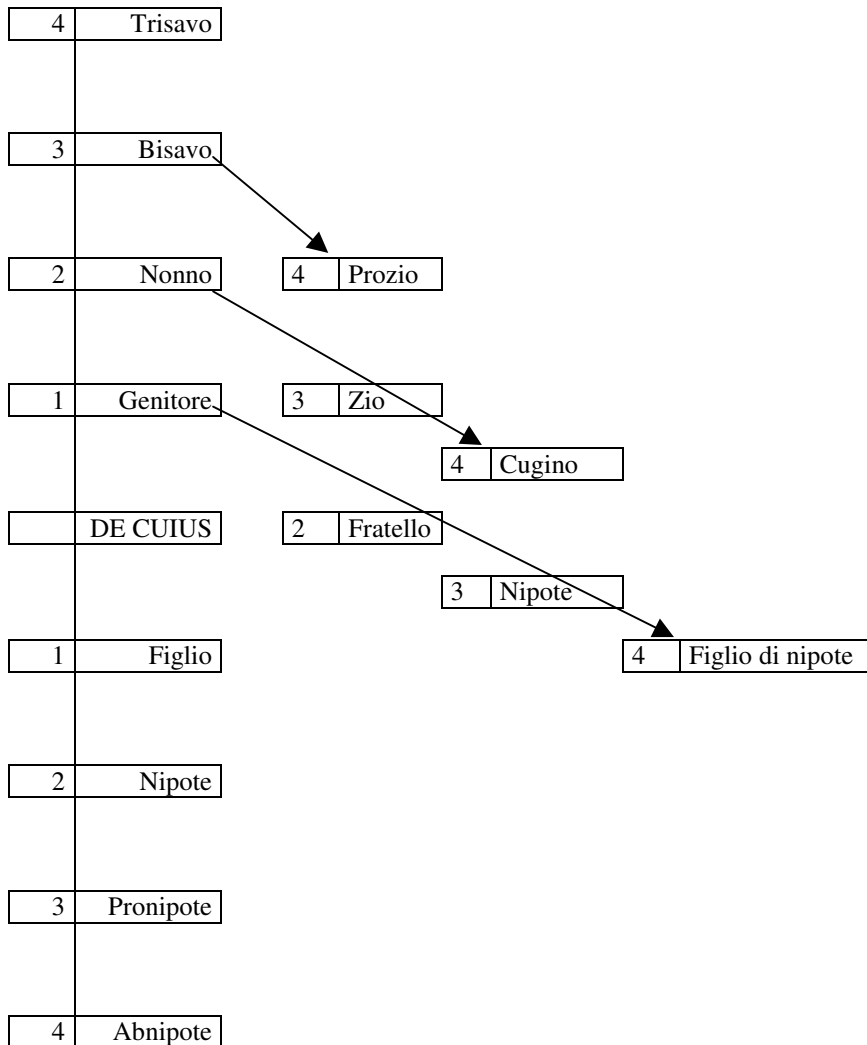 4 Trisavo
3 Bisavo
2 Nonno 4 Prozio
1 Genitore 3 Zio
4 Cugino
DE CUIUS 2 Fratello
3 Nipote
1 Figlio 4 Figlio di nipote
2 Nipote
3 Pronipote
4 Abnipote